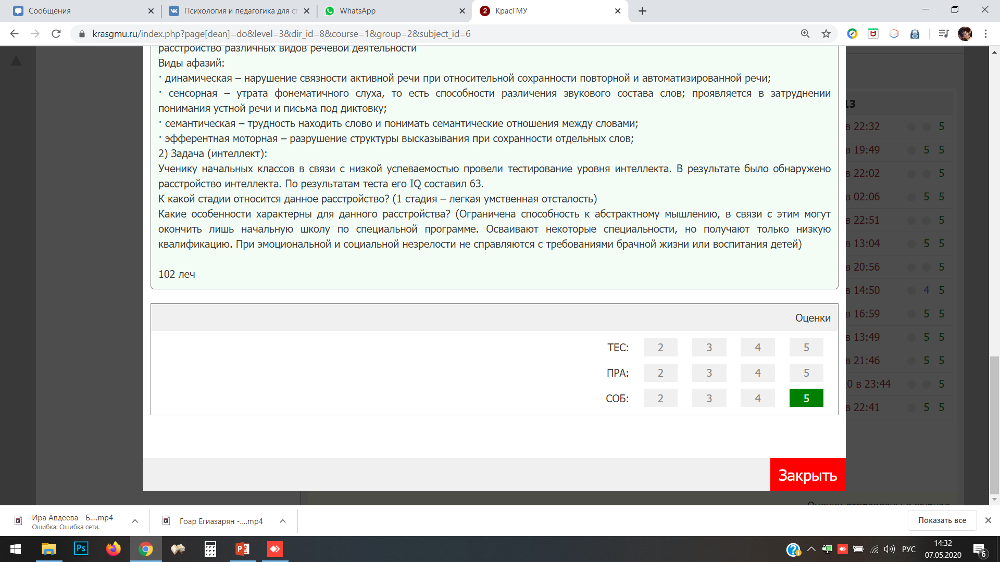 Сообщения
Психология и педагогика для ст
WhatsApp
2 КрасГМУ
krasgmu.ru/index.php?page[dean]=do&level=3&dir_id=8&course=1&group=2&subject_id=6
расстройство различных видов речевой деятельности
Виды афазий:
· динамическая – нарушение связности активной речи при относительной сохранности повторной и автоматизированной речи;
· сенсорная – утрата фонематичного слуха, то есть способности различения звукового состава слов; проявляется в затруднении
понимания устной речи и письма под диктовку;
· семантическая – трудность находить слово и понимать семантические отношения между словами;
· эфферентная моторная – разрушение структуры высказывания при сохранности отдельных слов;
2) Задача (интеллект):
Ученику начальных классов в связи с низкой успеваемостью провели тестирование уровня интеллекта. В результате было обнаружено
расстройство интеллекта. По результатам теста его IQ составил 63.
К какой стадии относится данное расстройство? (1 стадия – легкая умственная отсталость)
Какие особенности характерны для данного расстройства? (Ограничена способность к абстрактному мышлению, в связи с этим могут
окончить лишь начальную школу по специальной программе. Осваивают некоторые специальности, но получают только низкую
квалификацию. При эмоциональной и социальной незрелости не справляются с требованиями брачной жизни или воспитания детей)
102 леч
Оценки
ТЕС: 2 3 4 5
ПРА: 2 3 4 5
СОБ: 2 3 4 5
Закрыть
13
в 22:32 5
в 19:49 5 5
в 22:02 5
в 02:06 5 5
в 22:51 5
в 13:04 5 5
в 20:56 5
в 14:50 4 5
в 16:59 5 5
в 13:49 5 5
в 21:46 5 5
20 в 23:44 5
в 22:41 5 5
Оценки отправлены в журнал
Ира Авдеева - Б....mp4
Ошибка: Ошибка сети.
Гоар Егиазарян -....mp4
Показать все
Ps
РУС
14:32
07.05.2020
6